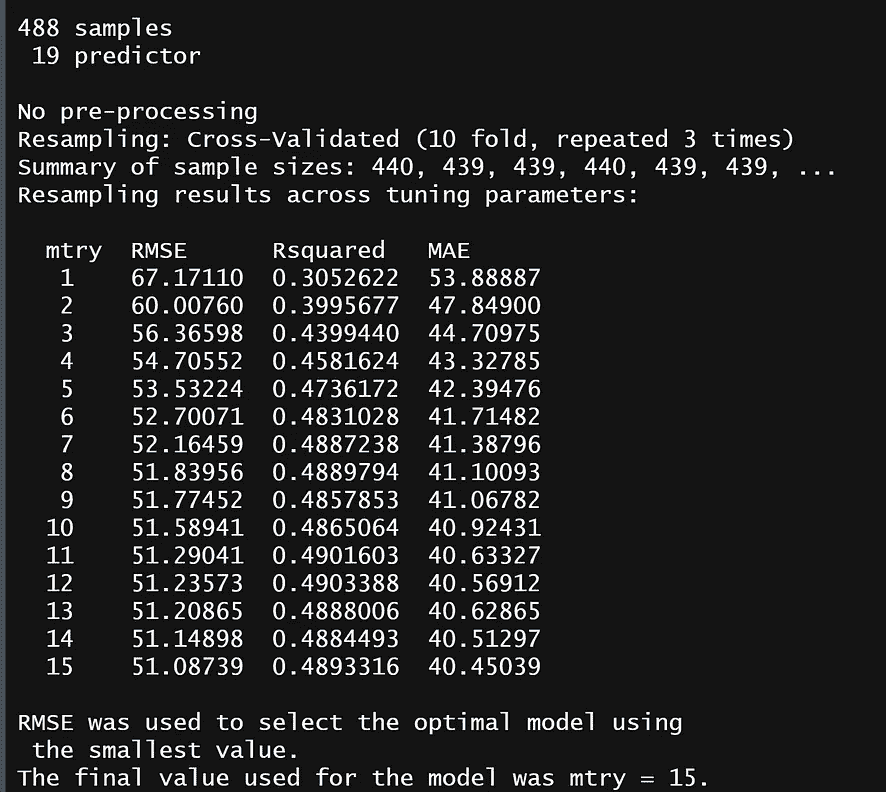 488 samples
19 predictor
No pre-processing
Resampling: Cross-Validated (10 fold, repeated 3 times)
Summary of sample sizes: 440, 439, 439, 440, 439, 439, ...
Resampling results across tuning parameters:
mtry RMSE Rsquared MAE
1 67.17110 0.3052622 53.88887
2 60.00760 0.3995677 47.84900
3 56.36598 0.4399440 44.70975
4 54.70552 0.4581624 43.32785
5 53.53224 0.4736172 42.39476
6 52.70071 0.4831028 41.71482
7 52.16459 0.4887238 41.38796
8 51.83956 0.4889794 41.10093
9 51.77452 0.4857853 41.06782
10 51.58941 0.4865064 40.92431
11 51.29041 0.4901603 40.63327
12 51.23573 0.4903388 40.56912
13 51.20865 0.4888006 40.62865
14 51.14898 0.4884493 40.51297
15 51.08739 0.4893316 40.45039
RMSE was used to select the optimal model using
the smallest value.
The final value used for the model was mtry = 15.